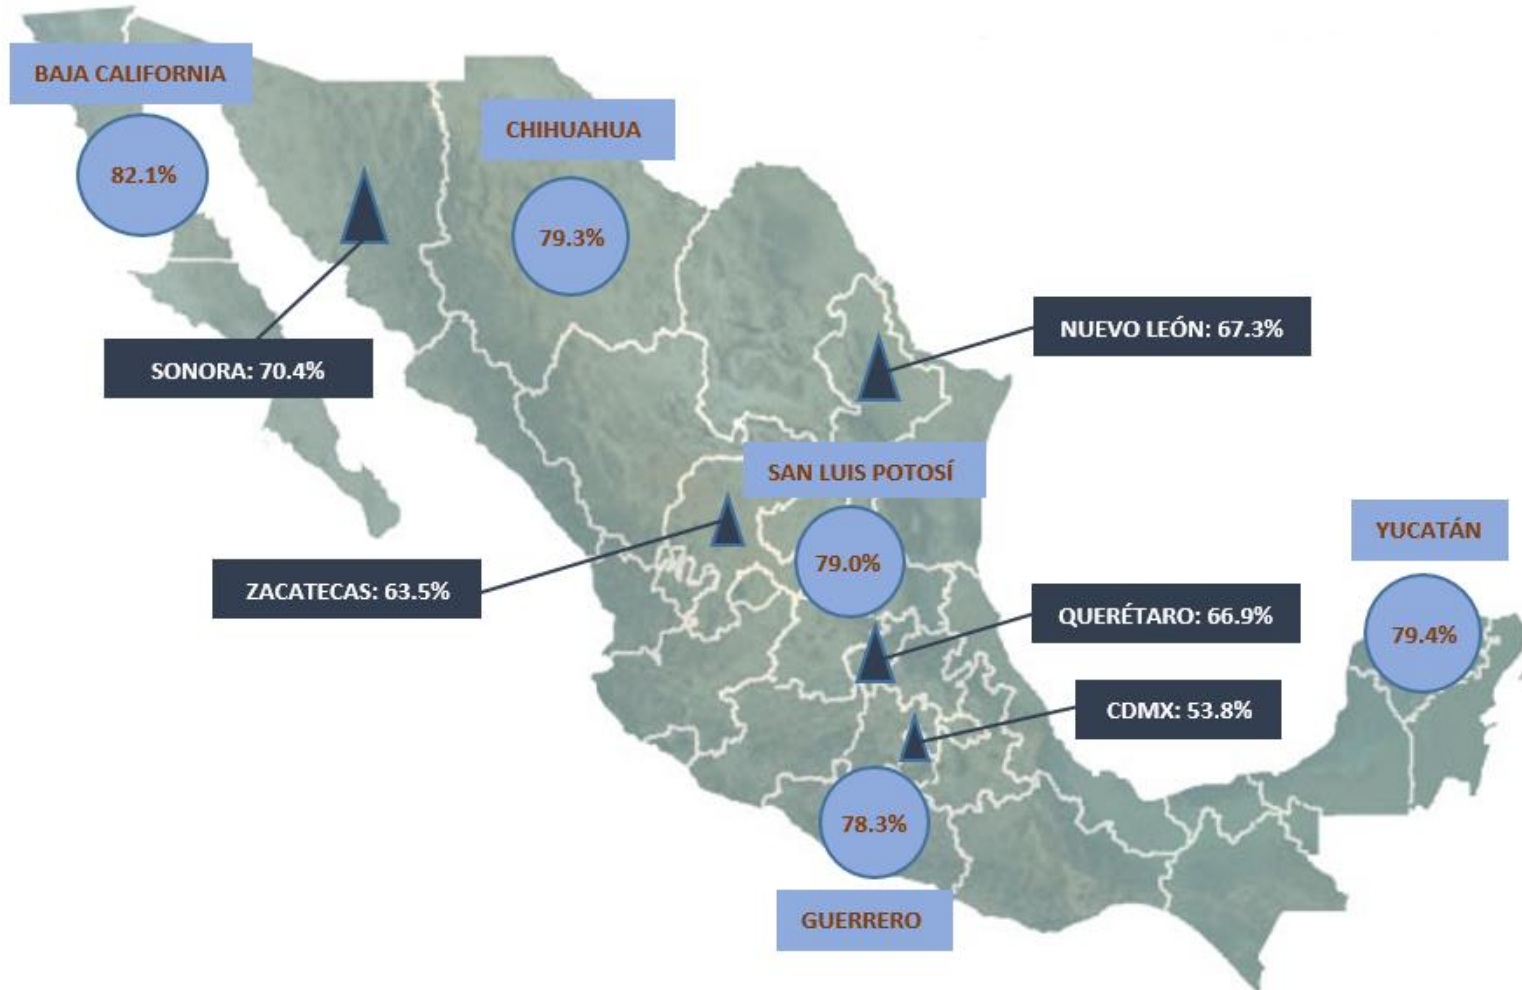 BAJA CALIFORNIA
82.1%
CHIHUAHUA
79.3%
SONORA: 70.4%
NUEVO LEÓN: 67.3%
SAN LUIS POTOSÍ
79.0%
ZACATECAS: 63.5%
YUCATÁN
79.4%
QUERÉTARO: 66.9%
CDMX: 53.8%
78.3%
GUERRERO